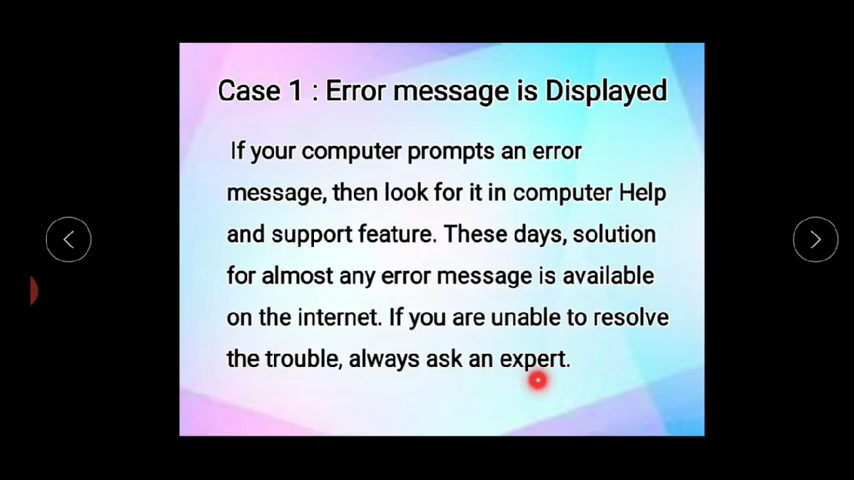 Case 1 : Error message is Displayed
If your computer prompts an error
message, then look for it in computer Help
and support feature. These days, solution
for almost any error message is available
on the internet. If you are unable to resolve
the trouble, always ask an expert.